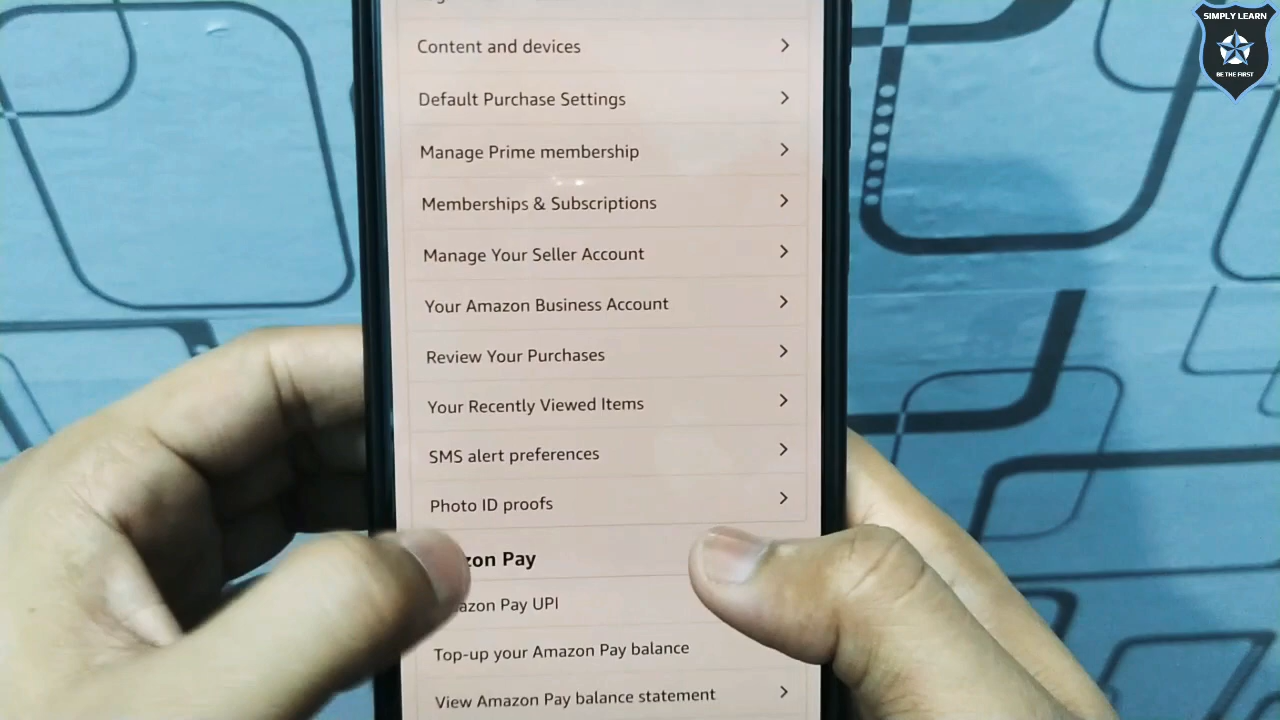 SIMPLY LEARN
BE THE FIRST
Content and devices
Default Purchase Settings
Manage Prime membership
Memberships & Subscriptions
Manage Your Seller Account
Your Amazon Business Account
Review Your Purchases
Your Recently Viewed Items
SMS alert preferences
Photo ID proofs
Pay
Pay UPI
Top-up your Amazon Pay balance
View Amazon Pay balance statement